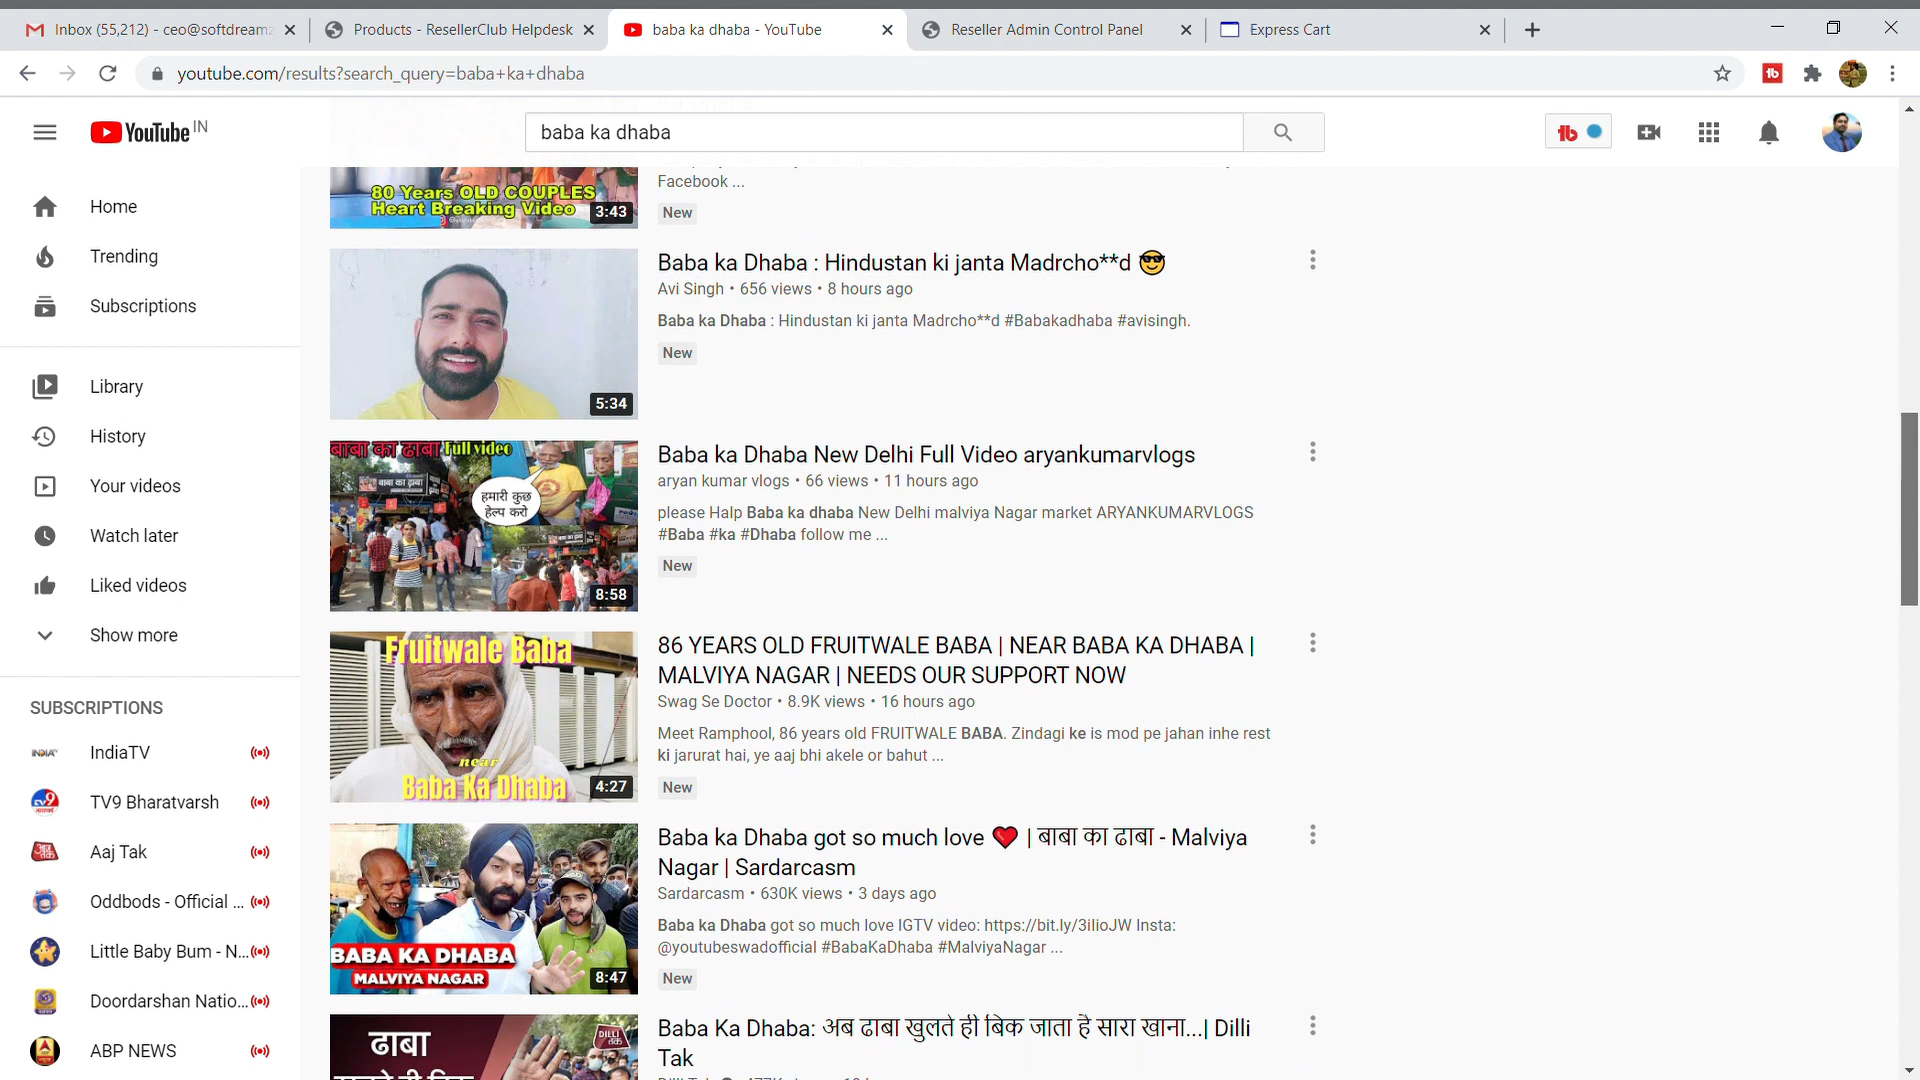 Inbox (55,212) - ceo@softdreamz
Products - ResellerClub Helpdesk
baba ka dhaba - YouTube
Reseller Admin Control Panel
Express Cart
youtube.com/results?search_query=baba+ka+dhaba
YouTube IN
baba ka dhaba
Home
Trending
Subscriptions
Library
History
Your videos
Watch later
Liked videos
Show more
SUBSCRIPTIONS
IndiaTV
TV9 Bharatvarsh
Aaj Tak
Oddbods - Official ...
Little Baby Bum - N...
Doordarshan Natio...
ABP NEWS
80 Years OLD COUPLES
Heart Breaking Video
3:43
Facebook ...
New
5:34
Baba ka Dhaba : Hindustan ki janta Madrcho**d 😎
Avi Singh • 656 views • 8 hours ago
Baba ka Dhaba : Hindustan ki janta Madrcho**d #Babakadhaba #avisingh.
New
बाबा का ढाबा Full video
बाबा का ढाबा
हमारी कुछ
हेल्प करो
8:58
Baba ka Dhaba New Delhi Full Video aryankumarvlogs
aryan kumar vlogs • 66 views • 11 hours ago
please Halp Baba ka dhaba New Delhi malviya Nagar market ARYANKUMARVLOGS
#Baba #ka #Dhaba follow me ...
New
Fruitwale Baba
near
Baba Ka Dhaba
4:27
86 YEARS OLD FRUITWALE BABA | NEAR BABA KA DHABA |
MALVIYA NAGAR | NEEDS OUR SUPPORT NOW
Swag Se Doctor • 8.9K views • 16 hours ago
Meet Ramphool, 86 years old FRUITWALE BABA. Zindagi ke is mod pe jahan inhe rest
ki jarurat hai, ye aaj bhi akele or bahut ...
New
BABA KA DHABA
MALVIYA NAGAR
8:47
Baba ka Dhaba got so much love ❤️ | बाबा का ढाबा - Malviya
Nagar | Sardarcasm
Sardarcasm • 630K views • 3 days ago
Baba ka Dhaba got so much love IGTV video: https://bit.ly/3iIioJW Insta:
@youtubeswadofficial #BabaKaDhaba #MalviyaNagar ...
New
ढाबा
DILLI
Baba Ka Dhaba: अब ढाबा खुलते ही बिक जाता है सारा खाना...| Dilli
Tak